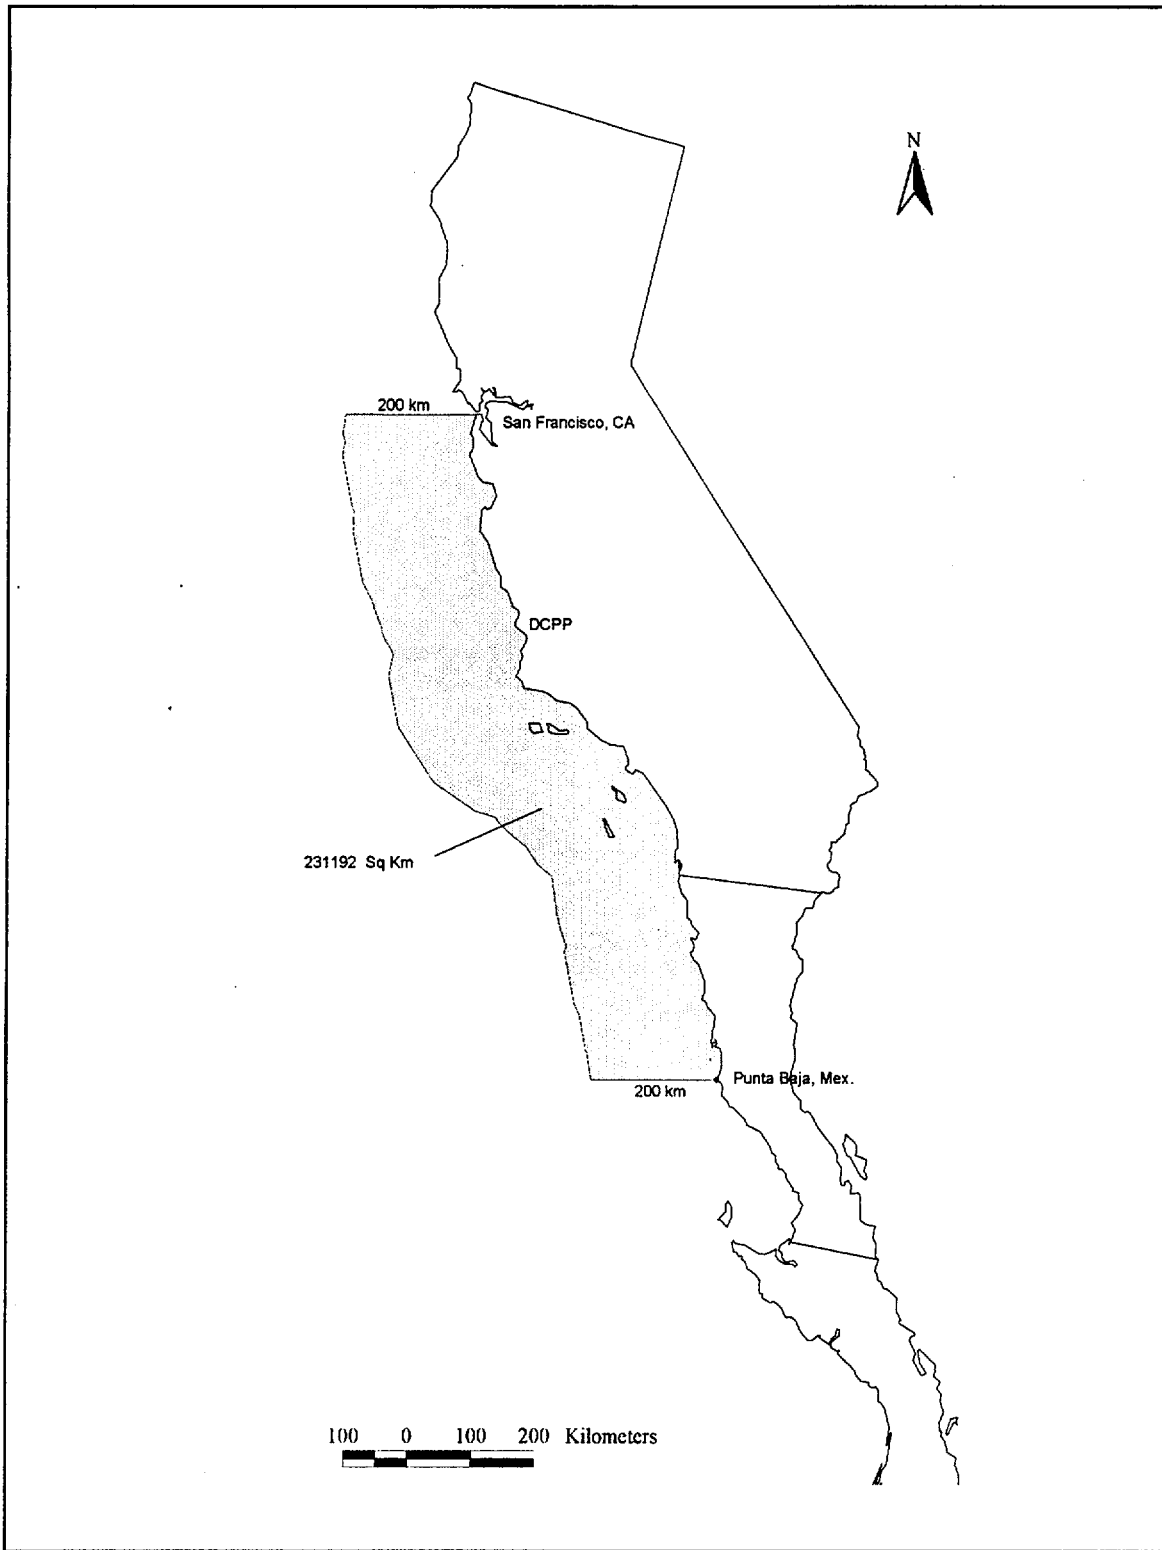 N
200 km
San Francisco, CA
DCPP
231192 Sq Km
Punta Baja, Mex.
200 km
100 0 100 200 Kilometers